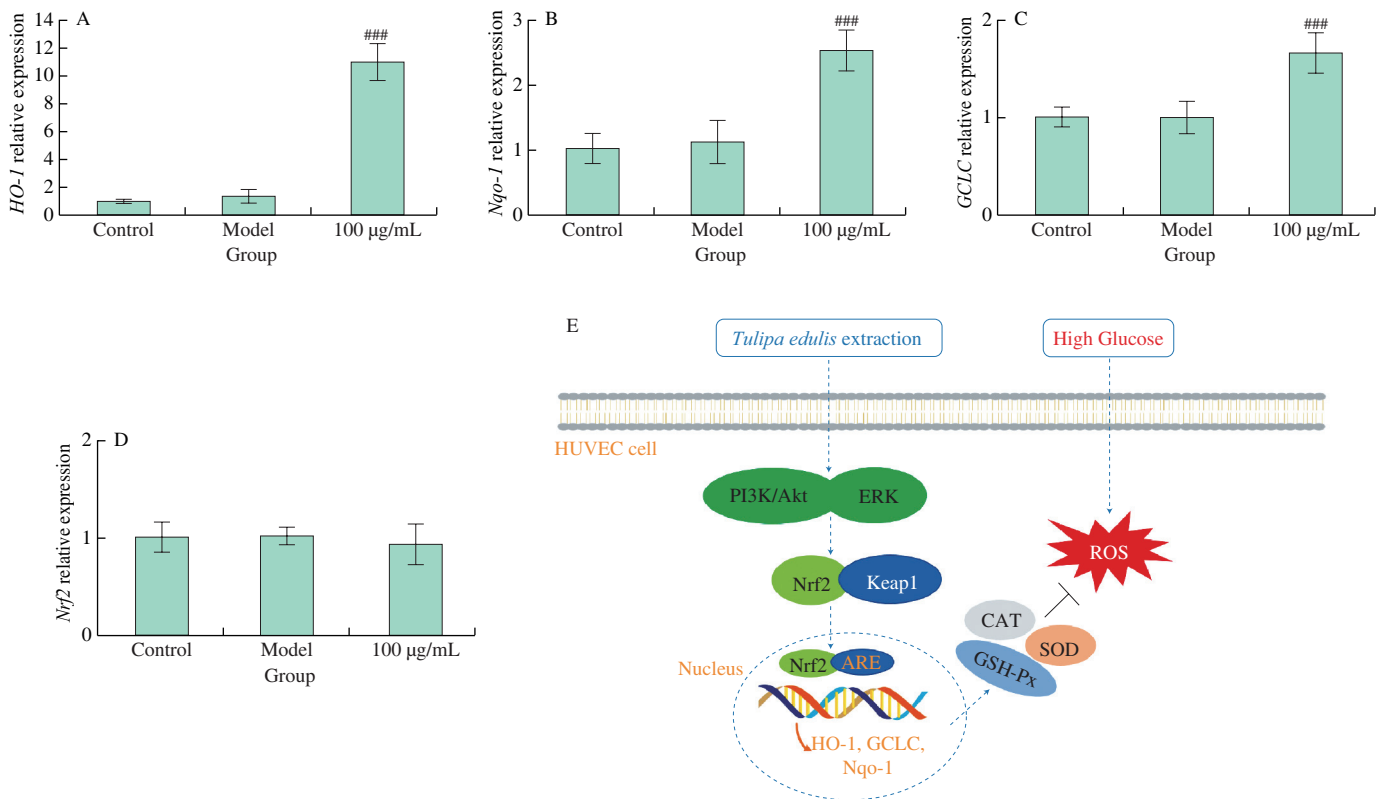 A
HO-1 relative expression
14
12
10
8
6
4
2
0
###
Control Model 100 μg/mL
Group
B
Nqo-1 relative expression
3
2
1
0
###
Control Model 100 μg/mL
Group
C
GCLC relative expression
2
1
0
###
Control Model 100 μg/mL
Group
D
Nrf2 relative expression
2
1
0
Control Model 100 μg/mL
Group
E
Tulipa edulis extraction
High Glucose
HUVEC cell
PI3K/Akt ERK
ROS
Nrf2 Keap1
CAT
SOD
GSH-Px
Nucleus
Nrf2 ARE
HO-1, GCLC,
Nqo-1